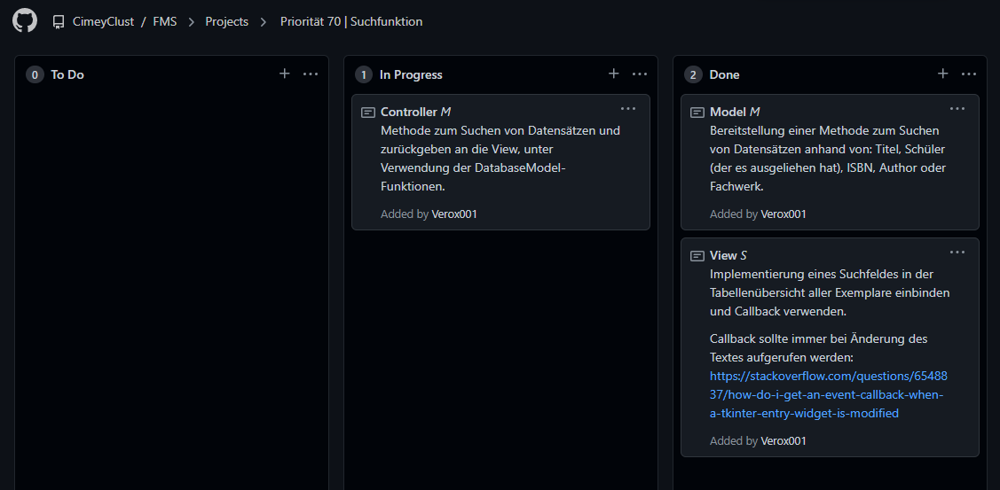 CimeyClust / FMS > Projects > Priorität 70 | Suchfunktion
0 To Do
1 In Progress
Controller M
Methode zum Suchen von Datensätzen und
zurückgeben an die View, unter
Verwendung der DatabaseModel-
Funktionen.
Added by Verox001
2 Done
Model M
Bereitstellung einer Methode zum Suchen
von Datensätzen anhand von: Titel, Schüler
(der es ausgeliehen hat), ISBN, Author oder
Fachwerk.
Added by Verox001
View S
Implementierung eines Suchfeldes in der
Tabellenübersicht aller Exemplare einbinden
und Callback verwenden.
Callback sollte immer bei Änderung des
Textes aufgerufen werden:
https://stackoverflow.com/questions/65488
37/how-do-i-get-an-event-callback-when-
a-tkinter-entry-widget-is-modified
Added by Verox001